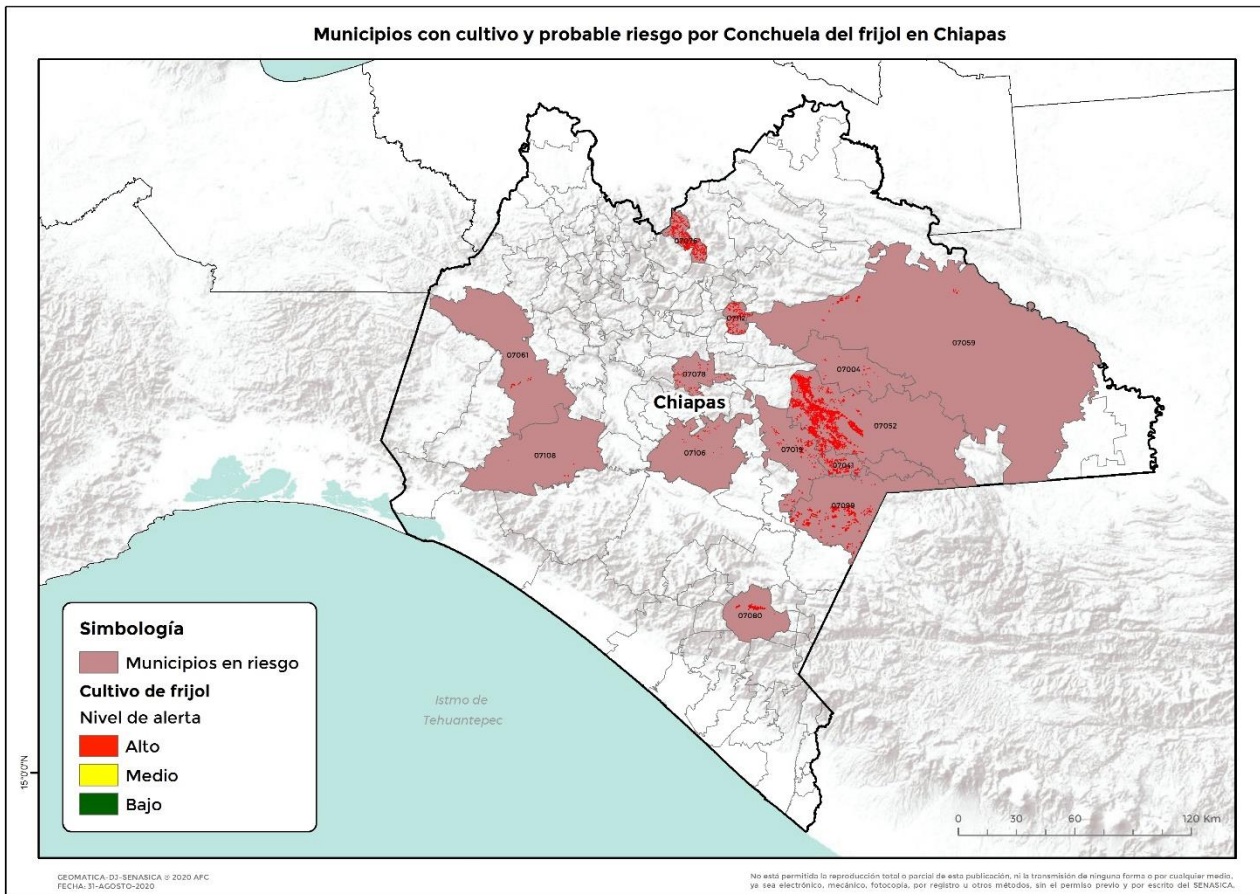 Municipios con cultivo y probable riesgo por Conchuela del frijol en Chiapas
07112
07059
07061
07004
07078
Chiapas
07052
07108
07106
07019
07041
07099
07080
Simbología
Municipios en riesgo
Cultivo de frijol
Nivel de alerta
Alto
Medio
Bajo
Istmo de
Tehuantepec
15°0'0"N
0 30 60 120 Km
GEOMATICA-DJ-SENASICA © 2020 AFC
FECHA: 31-AGOSTO-2020
No está permitida la reproducción total o parcial de esta publicación, ni la transmisión de ninguna forma o por cualquier medio,
ya sea electrónico, mecánico, fotocopia, por registro u otros métodos, sin el permiso previo y por escrito del SENASICA.